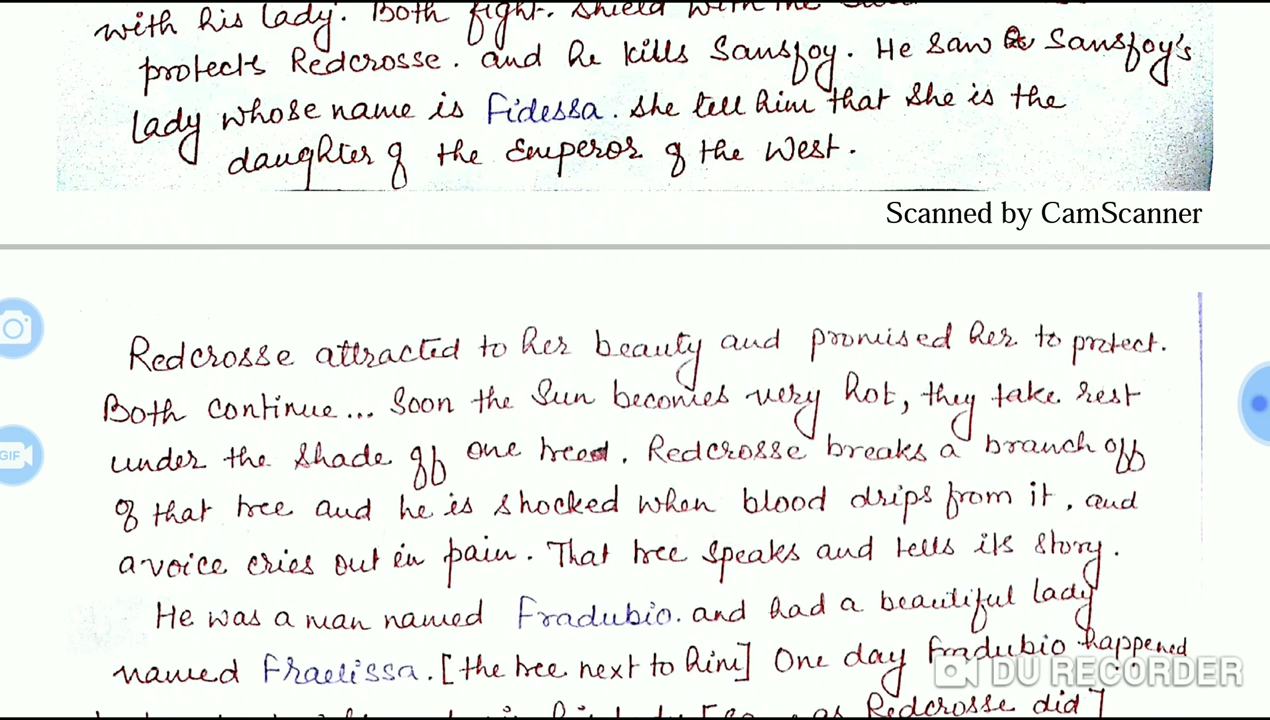 with his lady. Both fight. Shield with the
protects Redcrosse. and he kills Sansfoy. He saw Sansfoy's
lady whose name is Fidessa. She tell him that she is the
daughter of the Emperor of the West.
Scanned by CamScanner
Redcrosse attracted to her beauty and promised her to protect.
Both continue... Soon the Sun becomes very hot, they take rest
under the shade of one tree. Redcrosse breaks a branch off
of that tree and he is shocked when blood drips from it, and
a voice cries out in pain. That tree speaks and tells its story.
GIF
He was a man named Fradubio. and had a beautiful lady
named Fraelissa. [the tree next to him] One day Fradubio happened
DU RECORDER
as Redcrosse did]